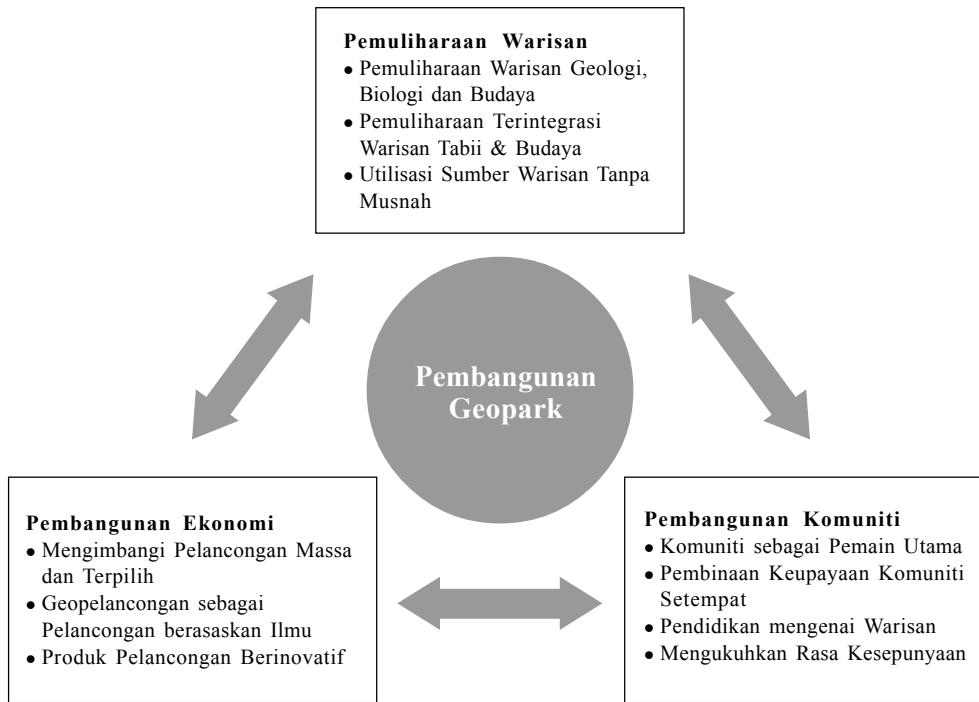 Pemuliharaan Warisan
● Pemuliharaan Warisan Geologi,
Biologi dan Budaya
● Pemuliharaan Terintegrasi
Warisan Tabii & Budaya
● Utilisasi Sumber Warisan Tanpa
Musnah
Pembangunan
Geopark
Pembangunan Ekonomi
● Mengimbangi Pelancongan Massa
dan Terpilih
● Geopelancongan sebagai
Pelancongan berasaskan Ilmu
● Produk Pelancongan Berinovatif
Pembangunan Komuniti
● Komuniti sebagai Pemain Utama
● Pembinaan Keupayaan Komuniti
Setempat
● Pendidikan mengenai Warisan
● Mengukuhkan Rasa Kesepunyaan